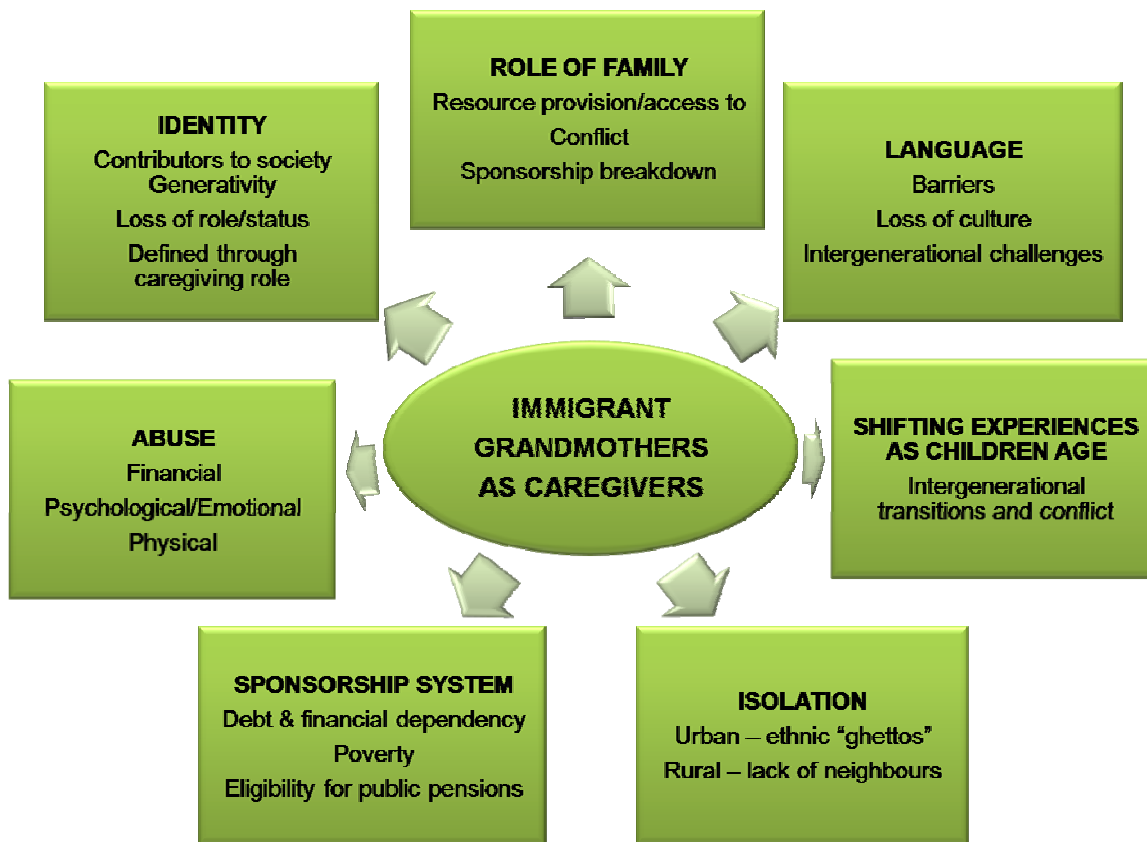 ROLE OF FAMILY
Resource provision/access to
Conflict
Sponsorship breakdown
IDENTITY
Contributors to society
Generativity
Loss of role/status
Defined through
caregiving role
LANGUAGE
Barriers
Loss of culture
Intergenerational challenges
IMMIGRANT
GRANDMOTHERS
AS CAREGIVERS
ABUSE
Financial
Psychological/Emotional
Physical
SHIFTING EXPERIENCES
AS CHILDREN AGE
Intergenerational
transitions and conflict
SPONSORSHIP SYSTEM
Debt & financial dependency
Poverty
Eligibility for public pensions
ISOLATION
Urban – ethnic “ghettos”
Rural – lack of neighbours